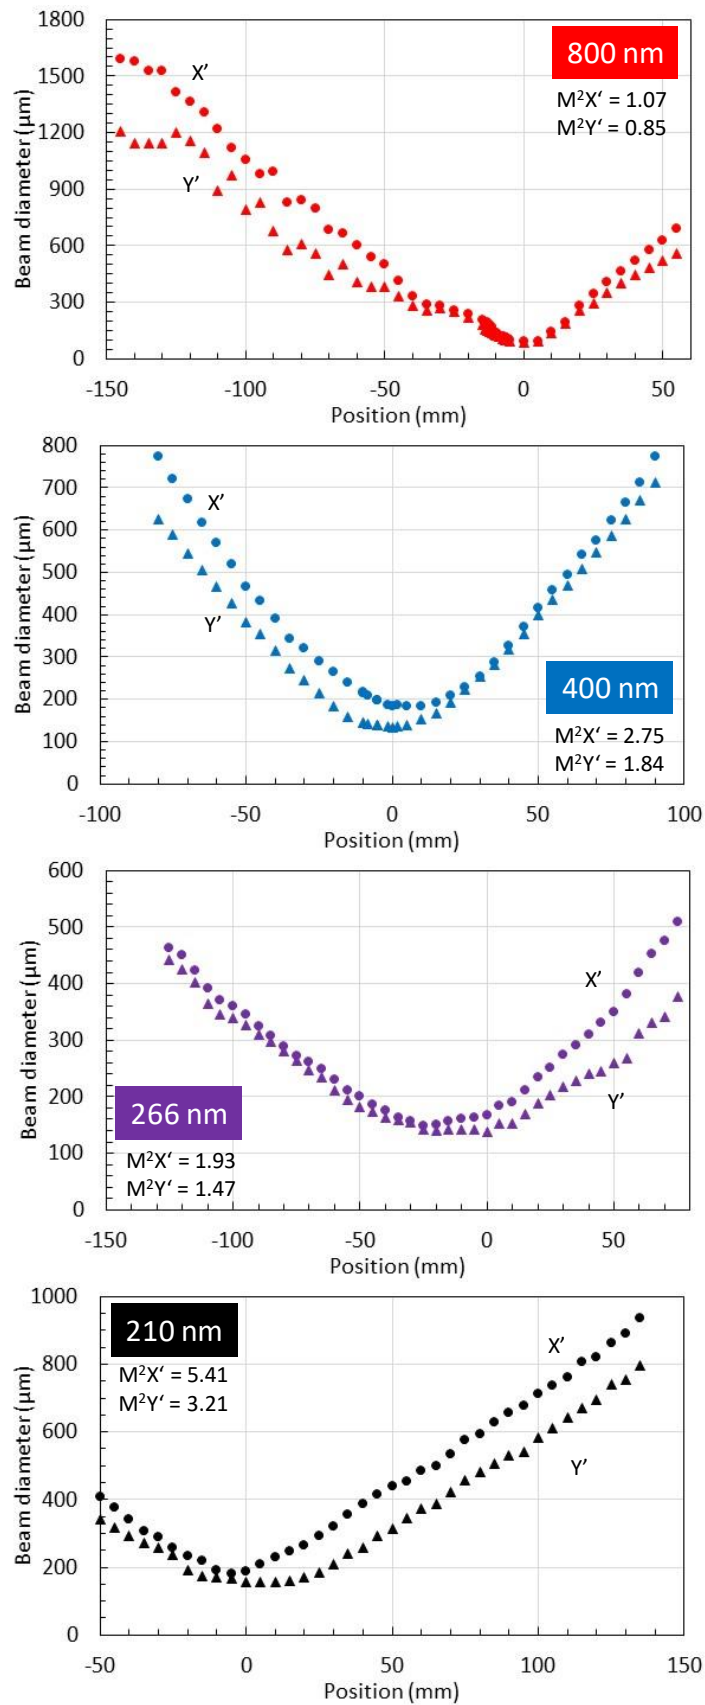 1800
1500
1200
900
600
300
0
Beam diameter (µm)
X’
Y’
800 nm
M²X‘ = 1.07
M²Y‘ = 0.85
-150
-100
-50
0
50
Position (mm)
800
700
600
500
400
300
200
100
0
Beam diameter (µm)
X’
Y’
400 nm
M²X‘ = 2.75
M²Y‘ = 1.84
-100
-50
0
50
100
Position (mm)
600
500
400
300
200
100
0
Beam diameter (µm)
X’
Y’
266 nm
M²X‘ = 1.93
M²Y‘ = 1.47
-150
-100
-50
0
50
Position (mm)
1000
800
600
400
200
0
Beam diameter (µm)
210 nm
M²X‘ = 5.41
M²Y‘ = 3.21
X’
Y’
-50
0
50
100
150
Position (mm)